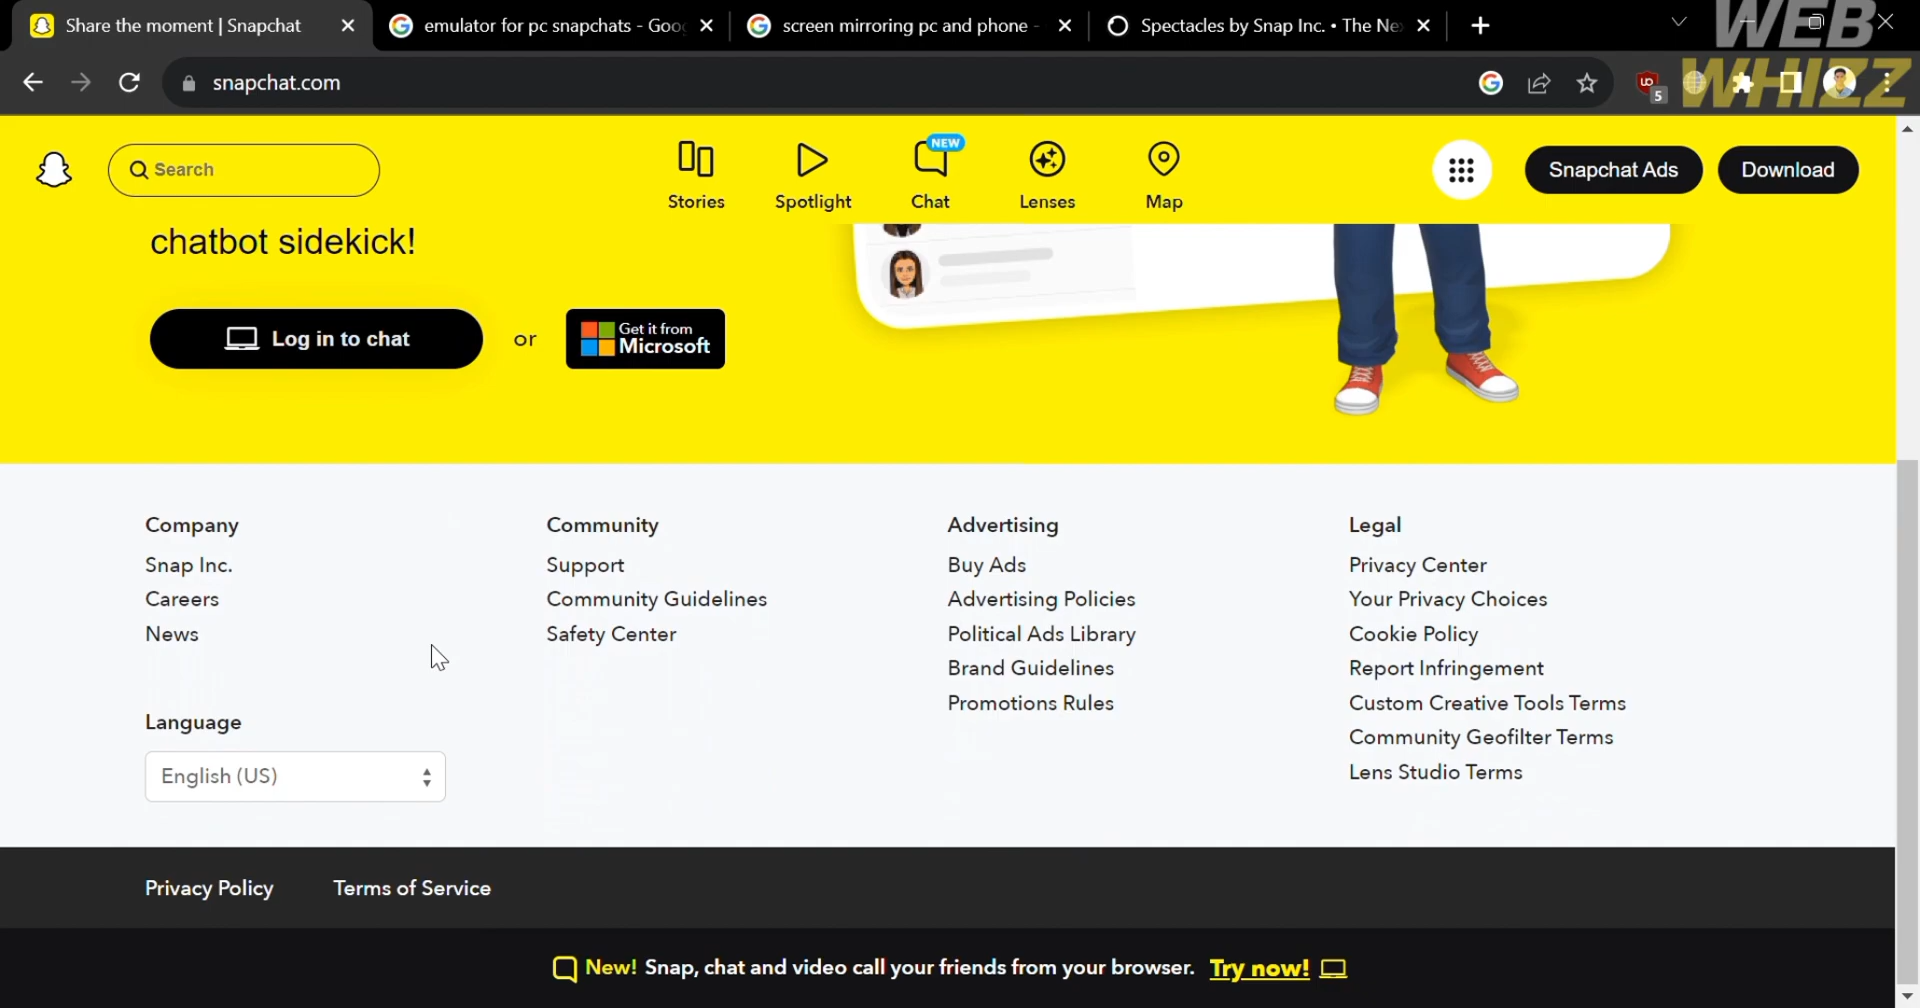 Share the moment | Snapchat
emulator for pc snapchats - Goo
screen mirroring pc and phone -
Spectacles by Snap Inc. • The Ne
WEB
WHIZZ
snapchat.com
5
Search
Stories
Spotlight
NEW
Chat
Lenses
Map
Snapchat Ads
Download
chatbot sidekick!
Log in to chat
or
Get it from
Microsoft
Company
Snap Inc.
Careers
News
Community
Support
Community Guidelines
Safety Center
Advertising
Buy Ads
Advertising Policies
Political Ads Library
Brand Guidelines
Promotions Rules
Legal
Privacy Center
Your Privacy Choices
Cookie Policy
Report Infringement
Custom Creative Tools Terms
Community Geofilter Terms
Lens Studio Terms
Language
English (US)
Privacy Policy Terms of Service
New! Snap, chat and video call your friends from your browser. Try now!